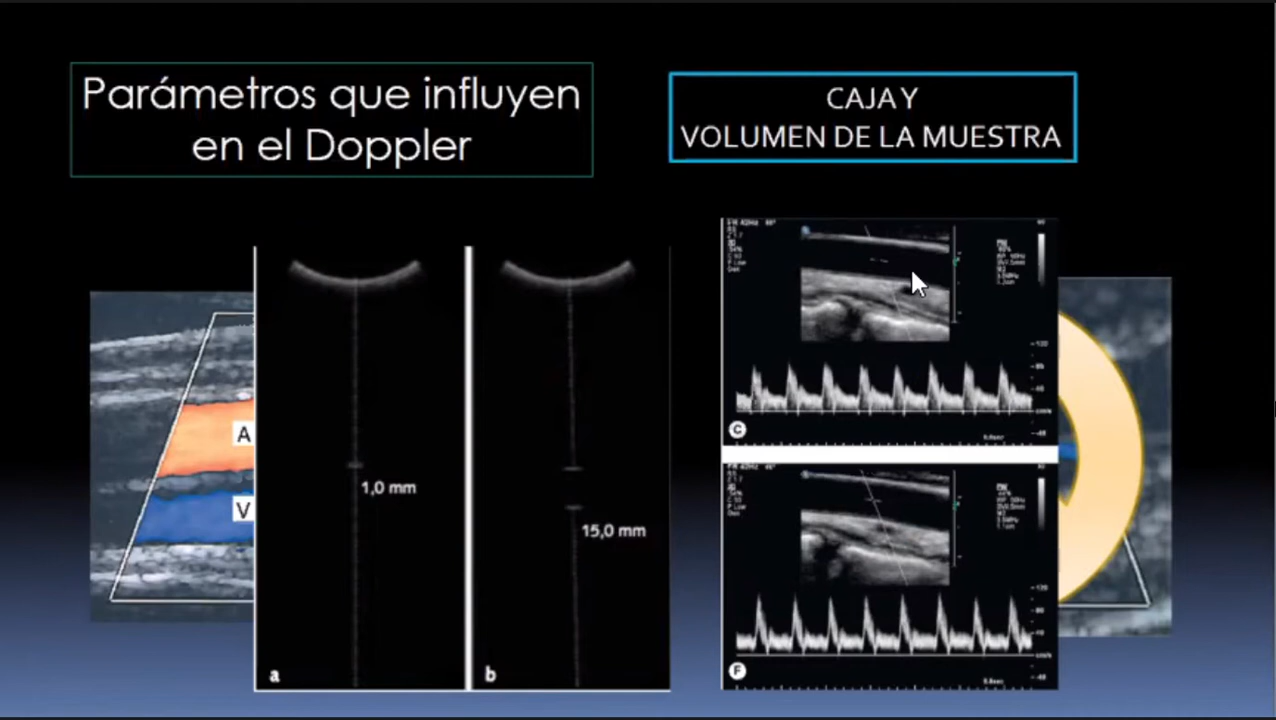 Parámetros que influyen
en el Doppler
CAJA Y
VOLUMEN DE LA MUESTRA
A
V
1,0 mm
a
15,0 mm
b
C
F